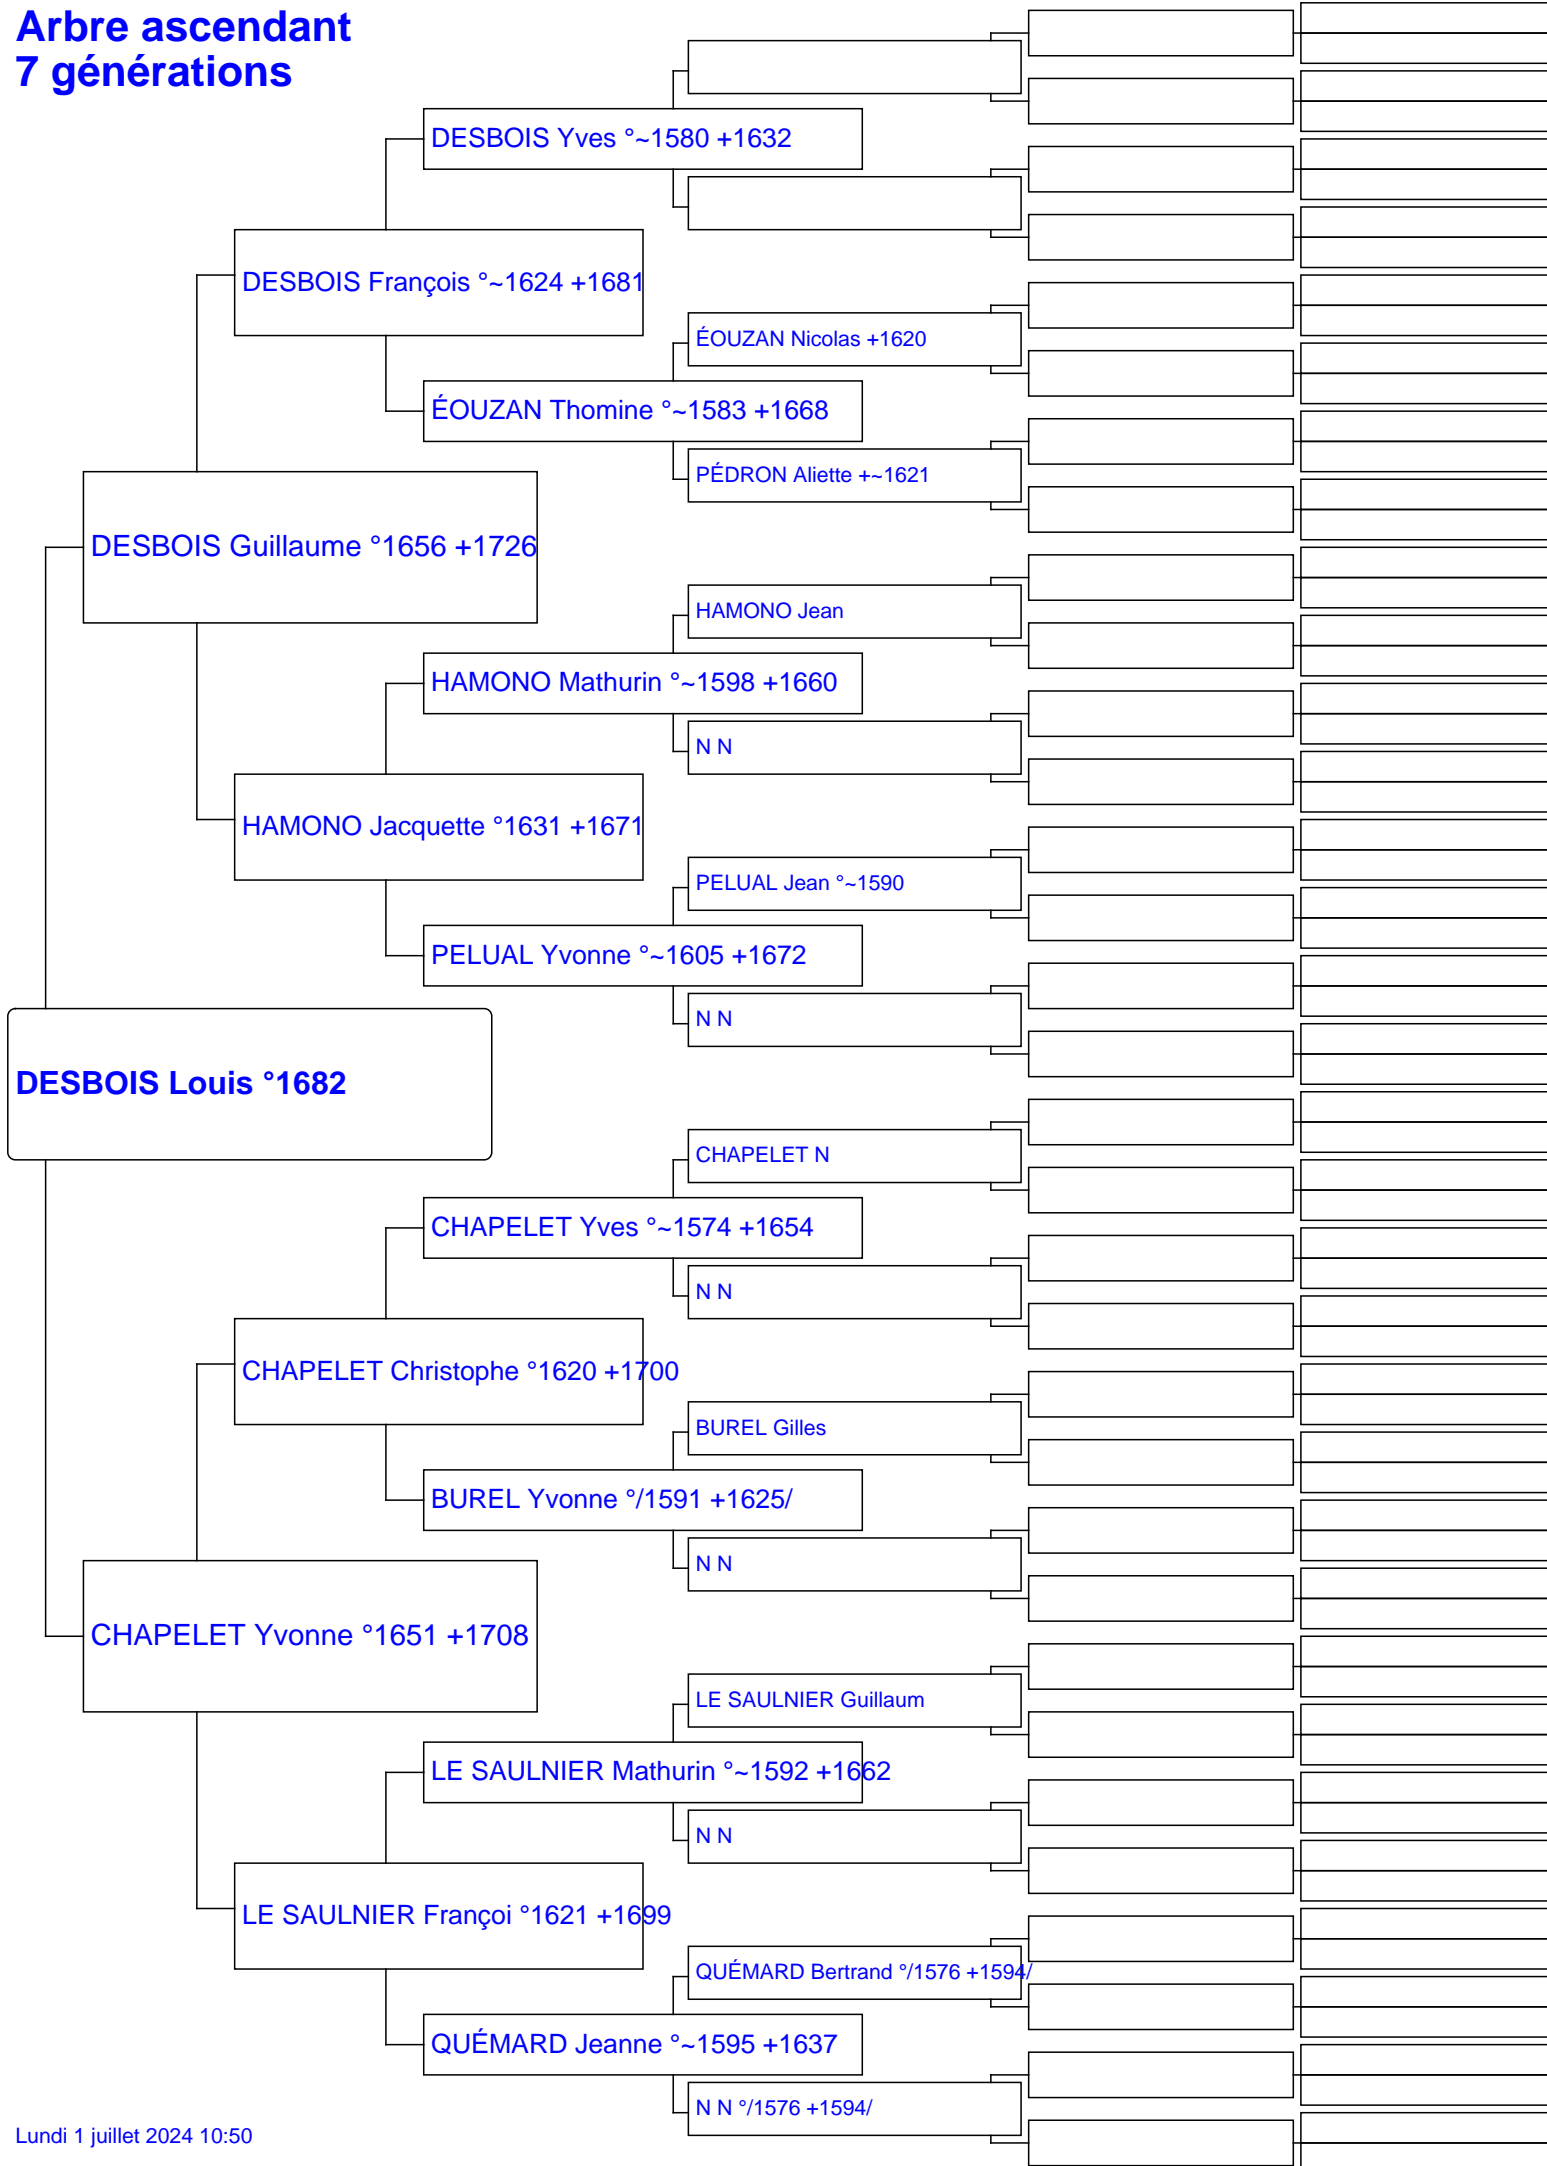 Arbre ascendant
7 générations
DESBOIS Yves °~1580 +1632
DESBOIS François °~1624 +1681
ÉOUZAN Nicolas +1620
ÉOUZAN Thomine °~1583 +1668
PÉDRON Aliette +~1621
DESBOIS Guillaume °1656 +1726
HAMONO Jean
HAMONO Mathurin °~1598 +1660
N N
HAMONO Jacquette °1631 +1671
PELUAL Jean °~1590
PELUAL Yvonne °~1605 +1672
N N
DESBOIS Louis °1682
CHAPELET N
CHAPELET Yves °~1574 +1654
N N
CHAPELET Christophe °1620 +1700
BUREL Gilles
BUREL Yvonne °/1591 +1625/
N N
CHAPELET Yvonne °1651 +1708
LE SAULNIER Guillaum
LE SAULNIER Mathurin °~1592 +1662
N N
LE SAULNIER Françoi °1621 +1699
QUÉMARD Bertrand °/1576 +1594/
QUÉMARD Jeanne °~1595 +1637
N N °/1576 +1594/
Lundi 1 juillet 2024 10:50